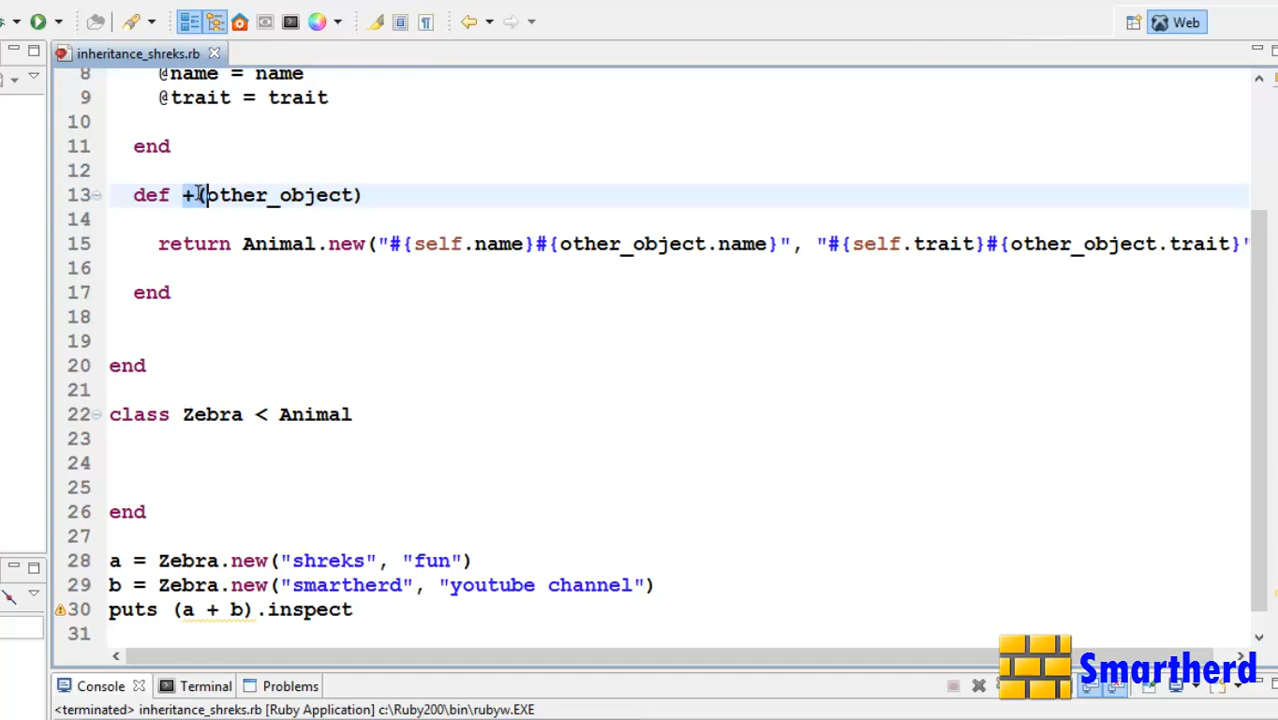 Web
inheritance_shreks.rb
8 @name = name
9 @trait = trait
10
11 end
12
13 def +(other_object)
14
15 return Animal.new("#{self.name}#{other_object.name}", "#{self.trait}#{other_object.trait}"
16
17 end
18
19
20 end
21
22 class Zebra < Animal
23
24
25
26 end
27
28 a = Zebra.new("shreks", "fun")
29 b = Zebra.new("smartherd", "youtube channel")
30 puts (a + b).inspect
31
Smartherd
Console Terminal Problems
<terminated> inheritance_shreks.rb [Ruby Application] c:\Ruby200\bin\rubyw.EXE